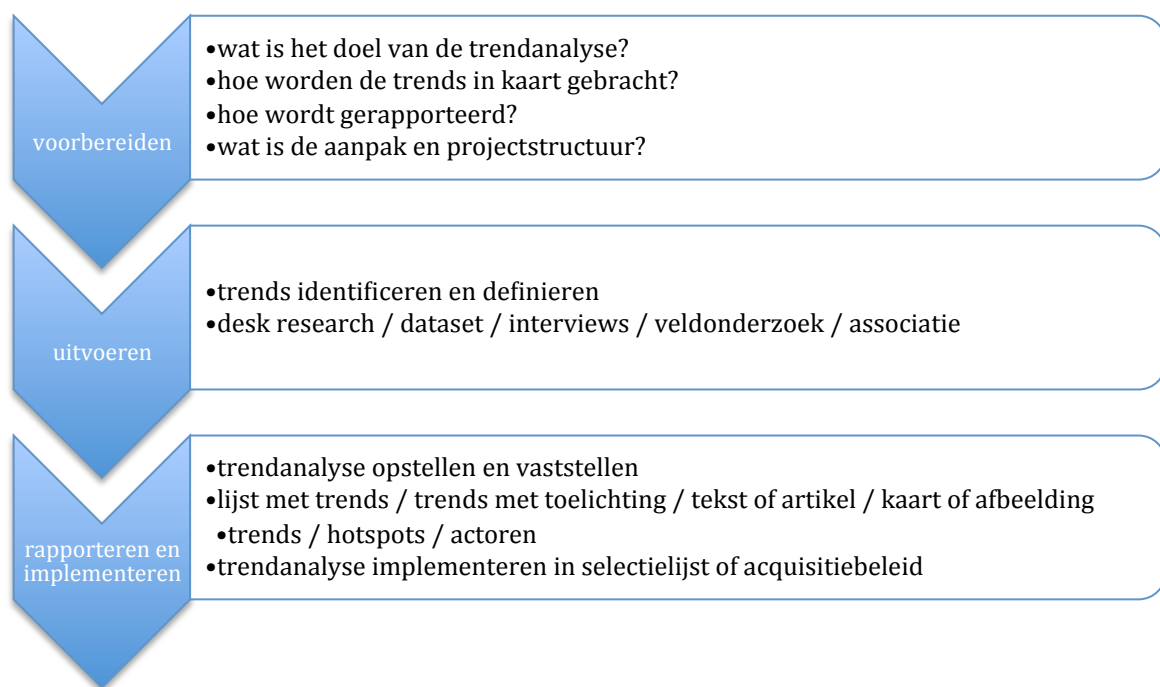 voorbereiden
•wat is het doel van de trendanalyse?
•hoe worden de trends in kaart gebracht?
•hoe wordt gerapporteerd?
•wat is de aanpak en projectstructuur?
uitvoeren
•trends identificeren en definieren
•desk research / dataset / interviews / veldonderzoek / associatie
rapporteren en
implementeren
•trendanalyse opstellen en vaststellen
•lijst met trends / trends met toelichting / tekst of artikel / kaart of afbeelding
•trends / hotspots / actoren
•trendanalyse implementeren in selectielijst of acquisitiebeleid